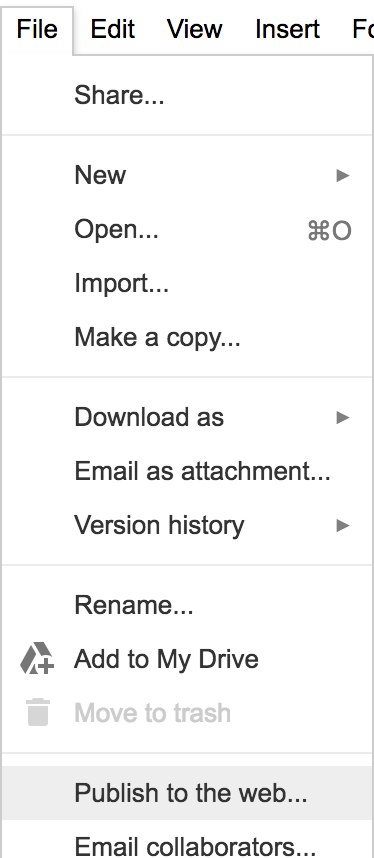 File Edit View Insert Fo
Share...
New
Open... ⌘O
Import...
Make a copy...
Download as
Email as attachment...
Version history
Rename...
Add to My Drive
Move to trash
Publish to the web...
Email collaborators...